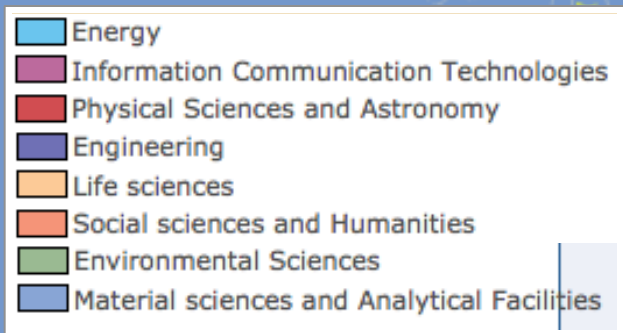 Energy
Information Communication Technologies
Physical Sciences and Astronomy
Engineering
Life sciences
Social sciences and Humanities
Environmental Sciences
Material sciences and Analytical Facilities